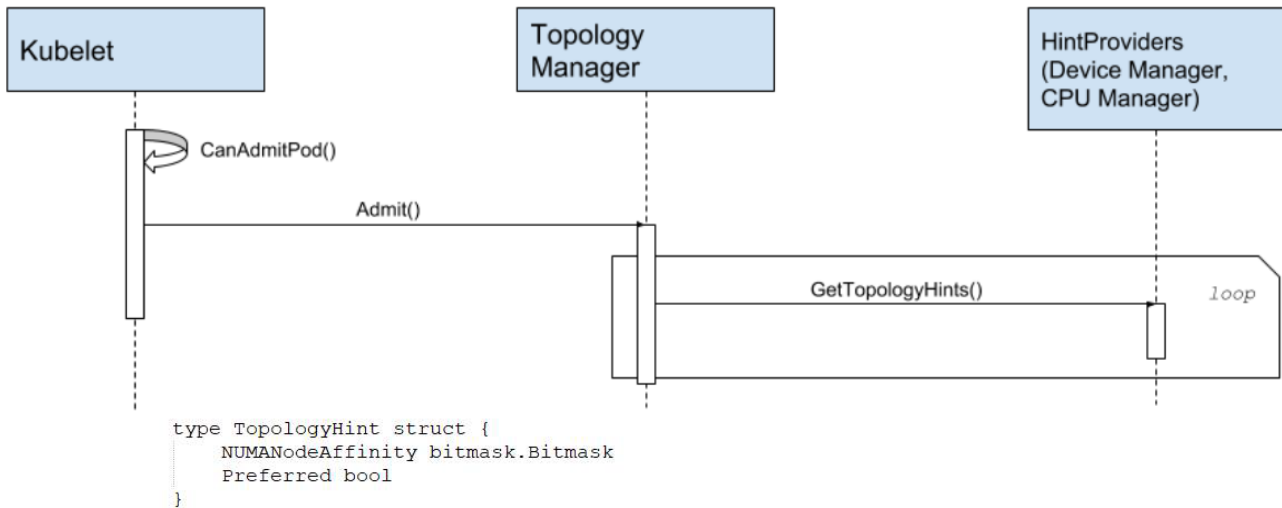 Kubelet
Topology
Manager
HintProviders
(Device Manager,
CPU Manager)
CanAdmitPod()
Admit()
GetTopologyHints()
loop
type TopologyHint struct {
    NUMANodeAffinity bitmask.Bitmask
    Preferred bool
}